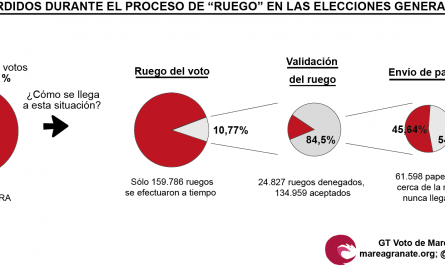 RDIDOS DURANTE EL PROCESO DE “RUEGO” EN LAS ELECCIONES GENERA
votos
%
¿Cómo se llega
a esta situación?
RA
Ruego del voto
10,77%
Sólo 159.786 ruegos
se efectuaron a tiempo
Validación
del ruego
84,5%
24.827 ruegos denegados,
134.959 aceptados
Envío de pa
45,64%
54
61.598 pape
cerca de la
nunca llega
GT Voto de Mar
mareagranate.org; @